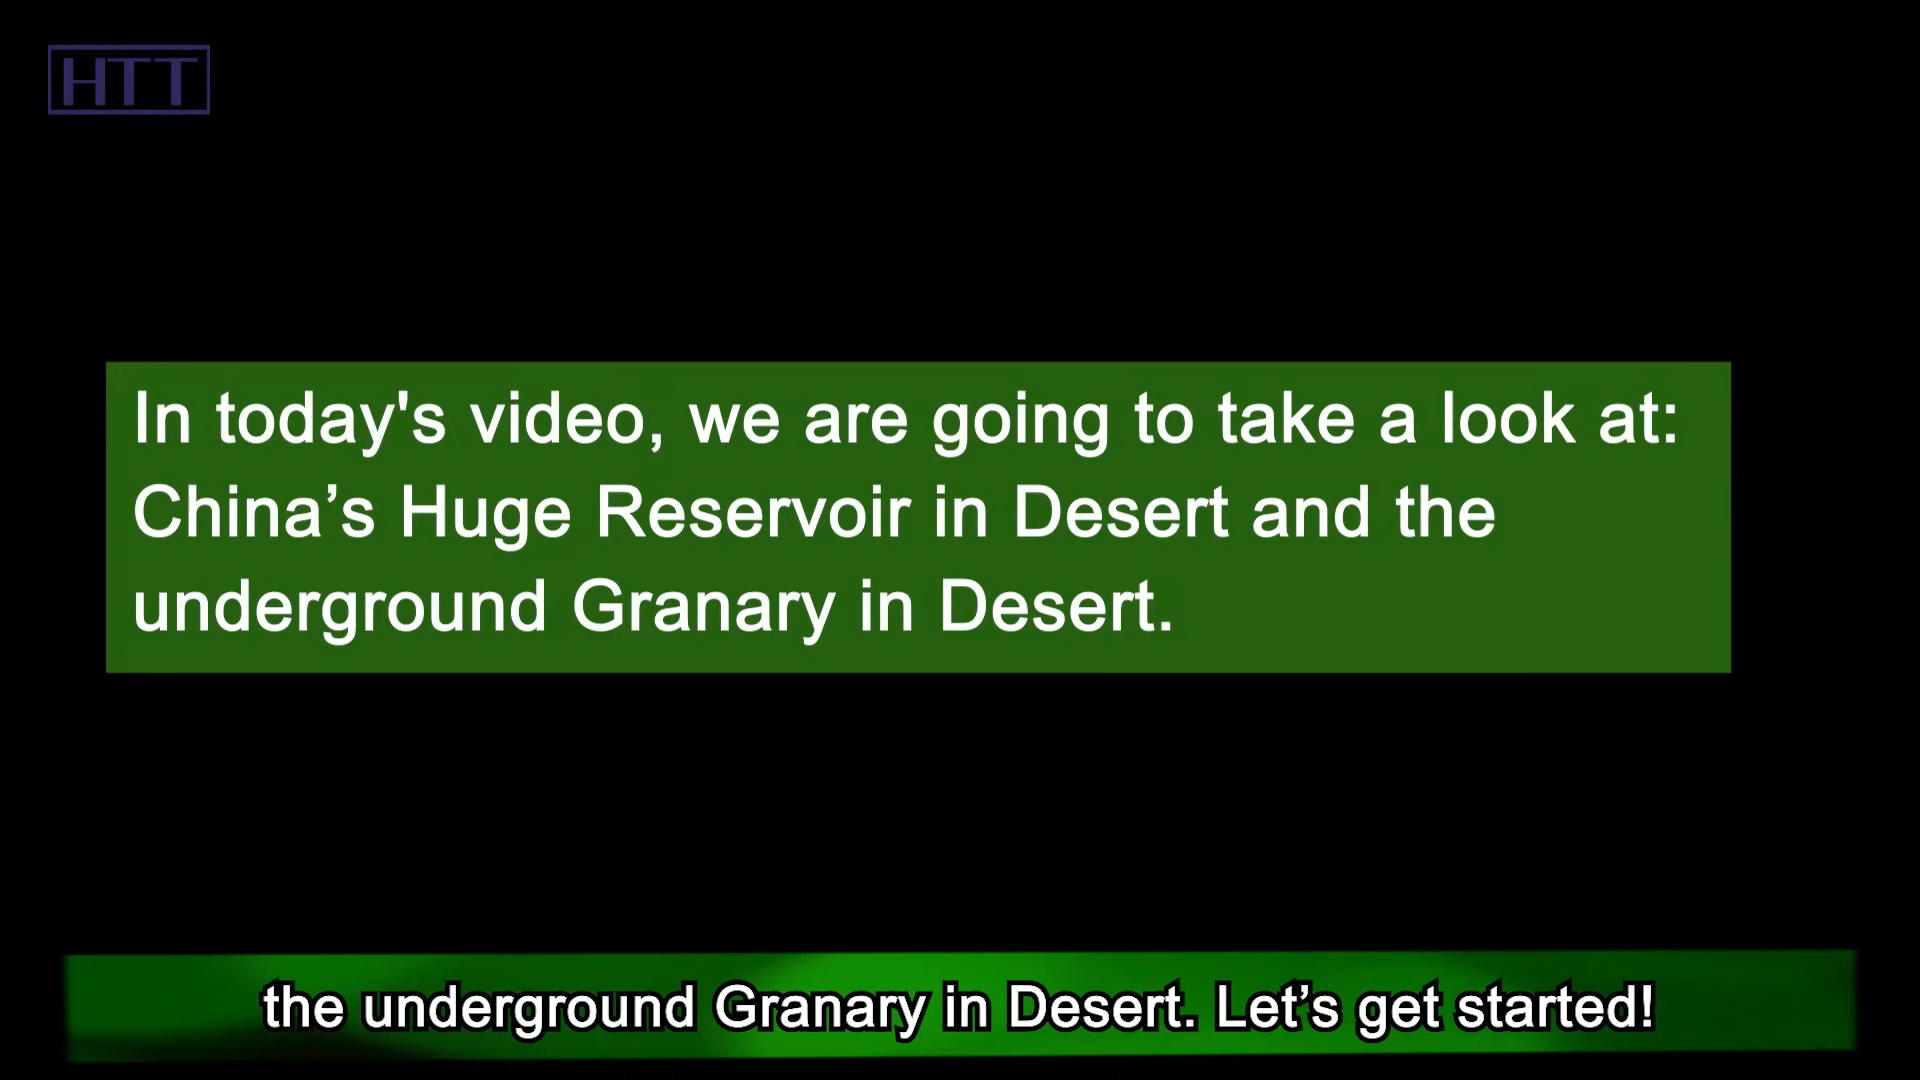 HTT
In today's video, we are going to take a look at:
China’s Huge Reservoir in Desert and the
underground Granary in Desert.
the underground Granary in Desert. Let’s get started!